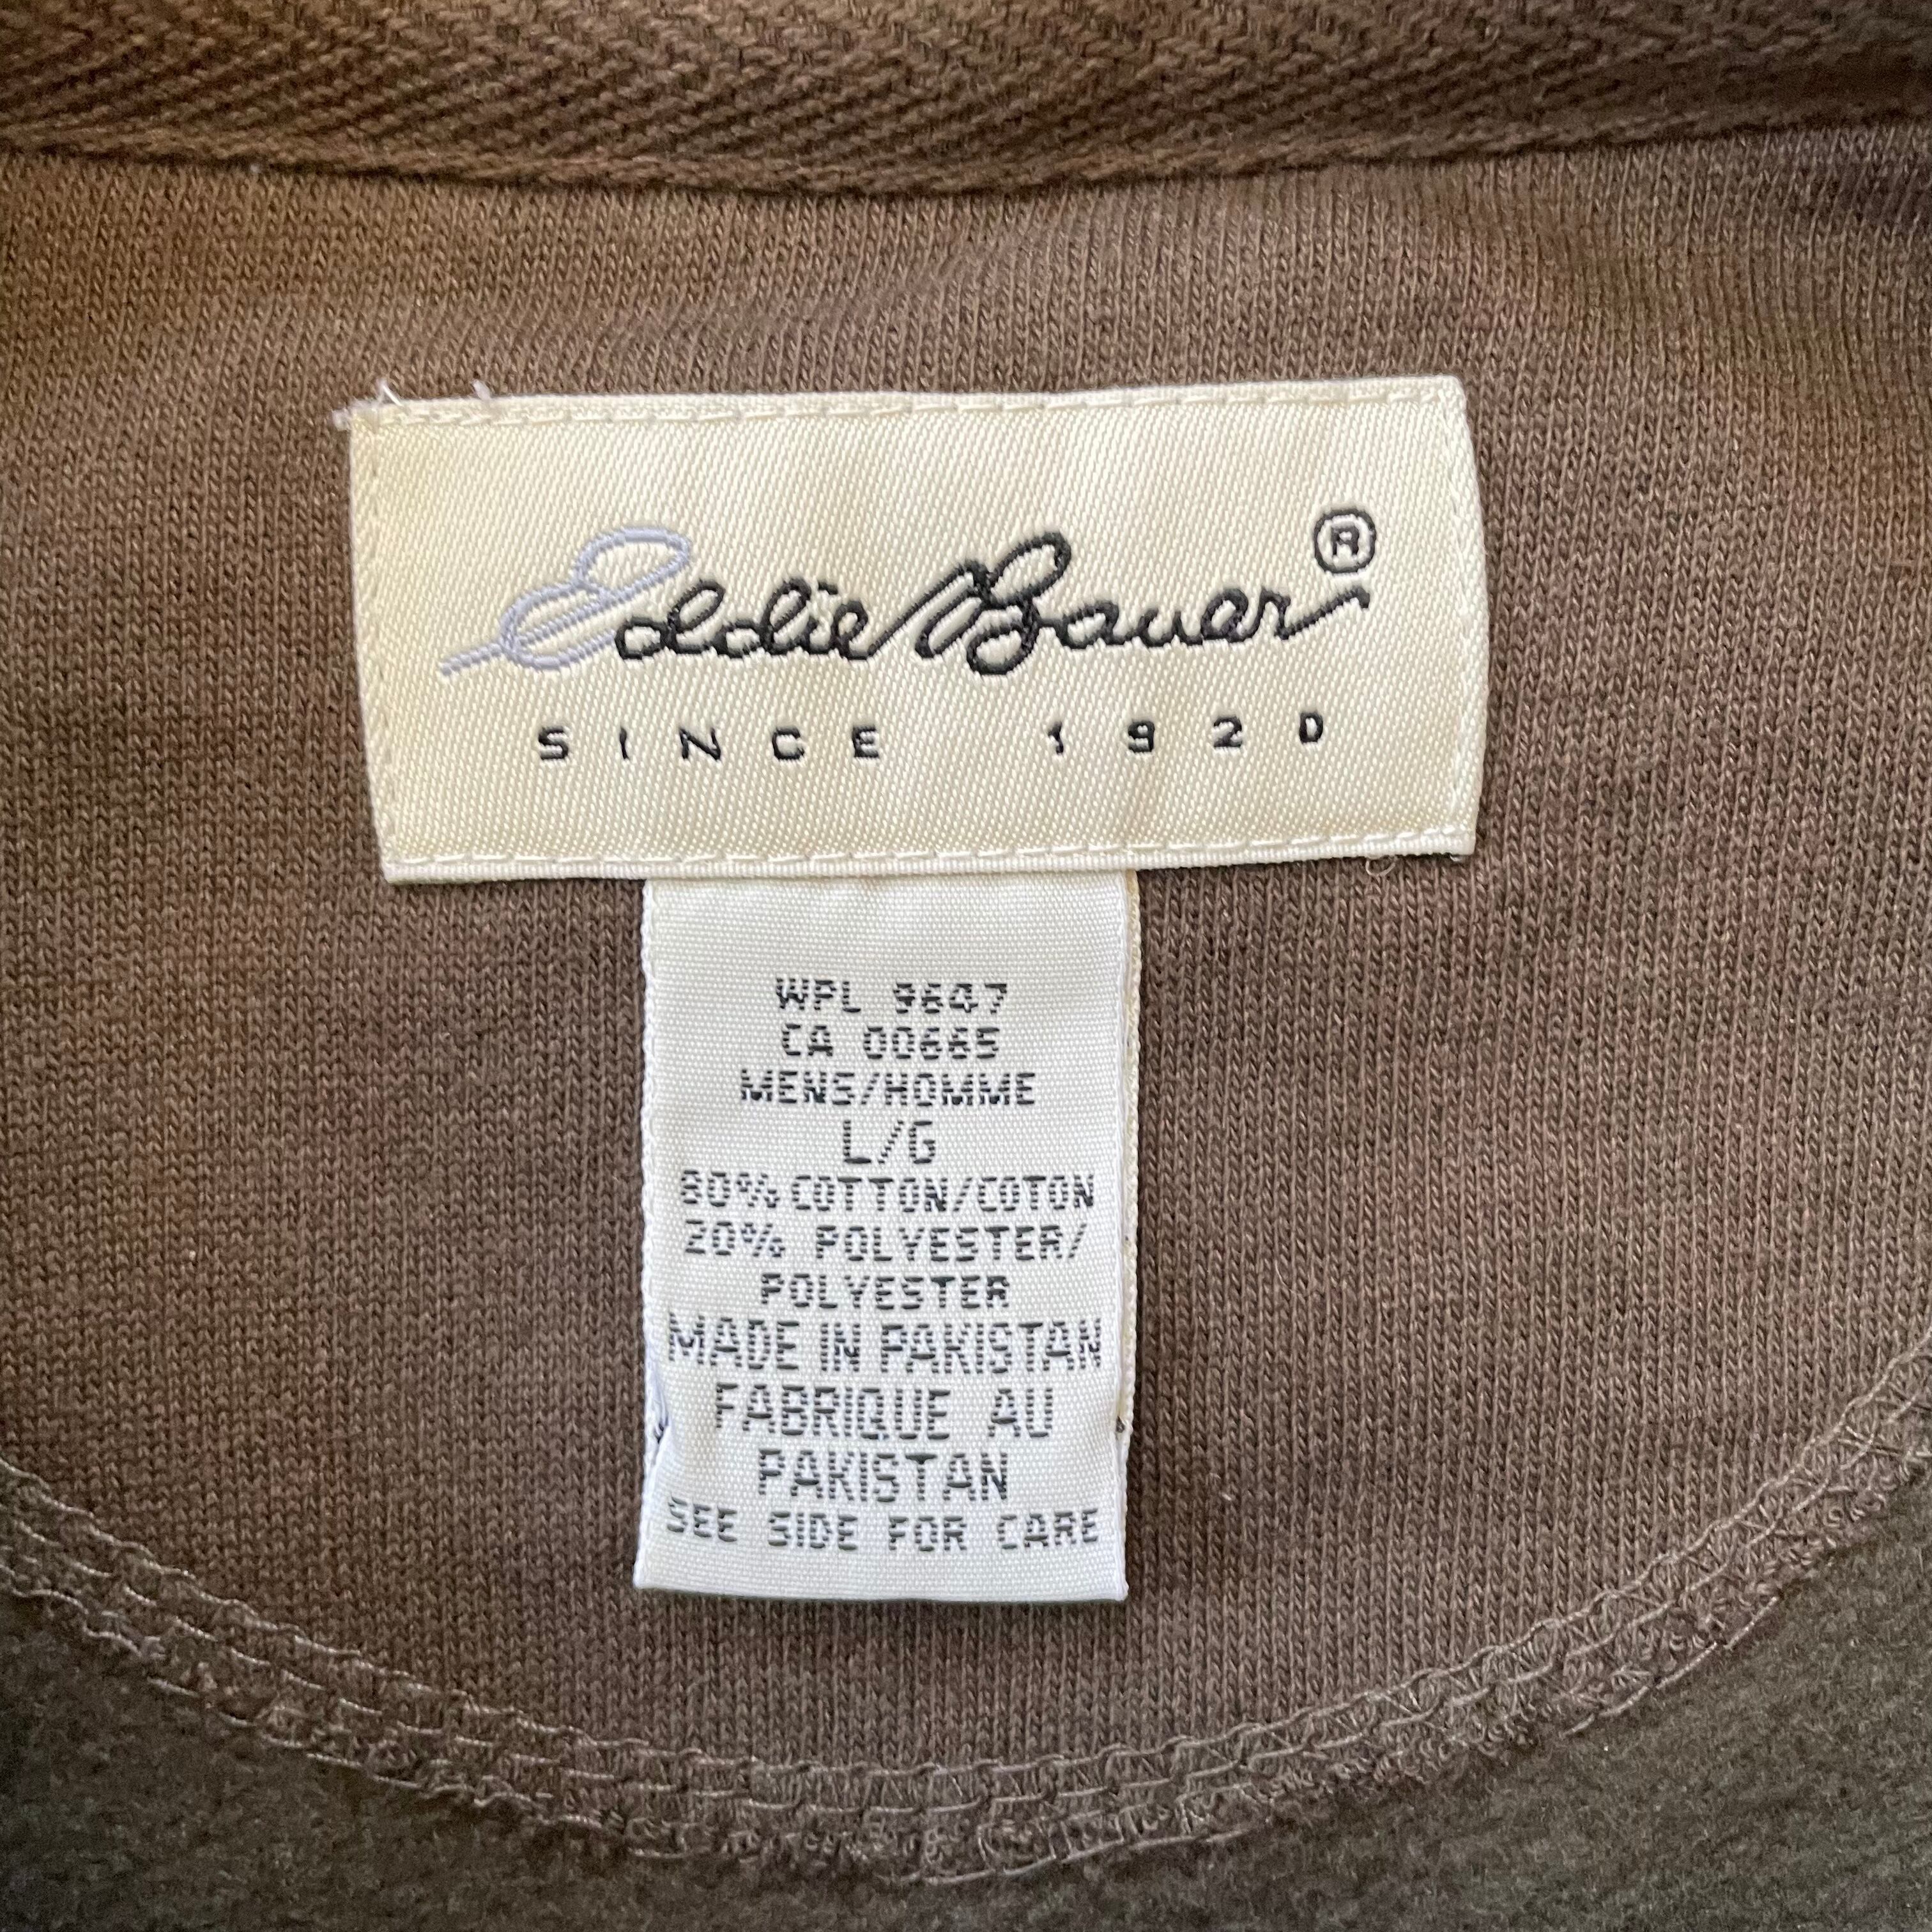 Eddie Bauer®
SINCE 1920
WPL 9647
CA 00665
MENS/HOMME
L/G
80% COTTON/COTON
20% POLYESTER/
POLYESTER
MADE IN PAKISTAN
FABRIQUE AU
PAKISTAN
SEE SIDE FOR CARE